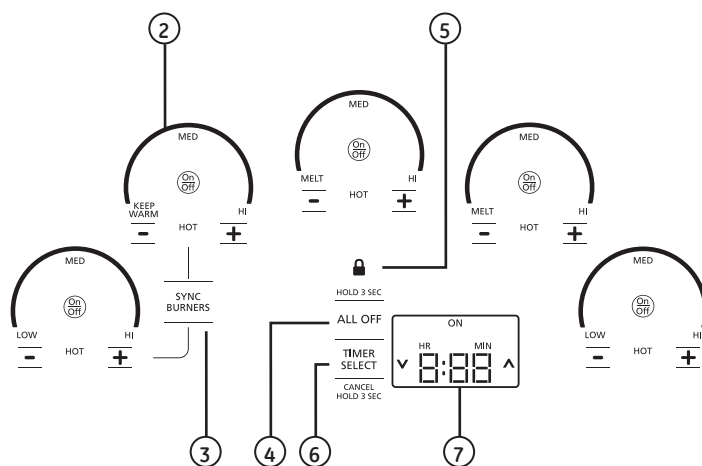 2
5
MED
On
Off
MELT
HI
-
HOT
+
MED
On
Off
KEEP
WARM
HI
-
HOT
+
MED
On
Off
MELT
HI
-
HOT
+
MED
On
Off
LOW
HI
-
HOT
+
SYNC
BURNERS
HOLD 3 SEC
ALL OFF
TIMER
SELECT
CANCEL
HOLD 3 SEC
ON
HR
MIN
8:88
MED
On
Off
LOW
HI
-
HOT
+
3
4
6
7